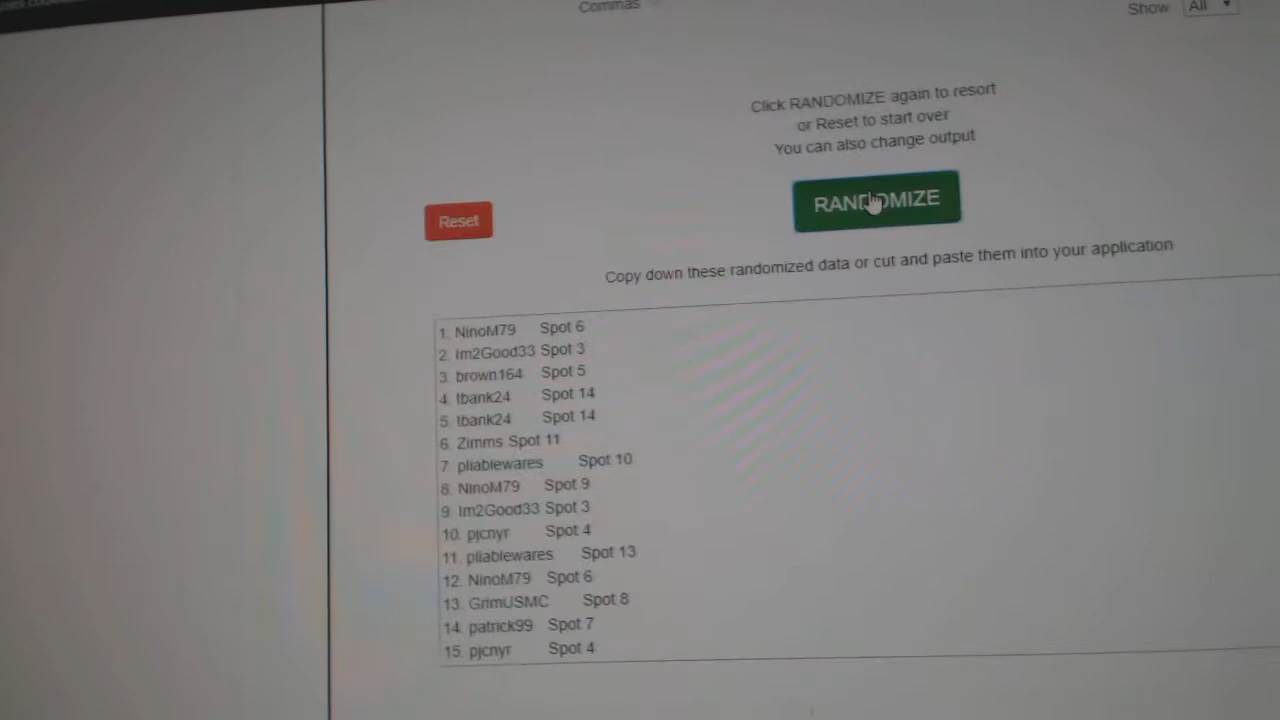 Commas
Show All
Click RANDOMIZE again to resort
or Reset to start over
You can also change output
Reset
RANDOMIZE
Copy down these randomized data or cut and paste them into your application
1. NinoM79 Spot 6
2. Im2Good33 Spot 3
3. brown164 Spot 5
4. tbank24 Spot 14
5. tbank24 Spot 14
6. Zimms Spot 11
7. pliablewares Spot 10
8. NinoM79 Spot 9
9. Im2Good33 Spot 3
10. pjcnyr Spot 4
11. pliablewares Spot 13
12. NinoM79 Spot 6
13. GrimUSMC Spot 8
14. patrick99 Spot 7
15. pjcnyr Spot 4